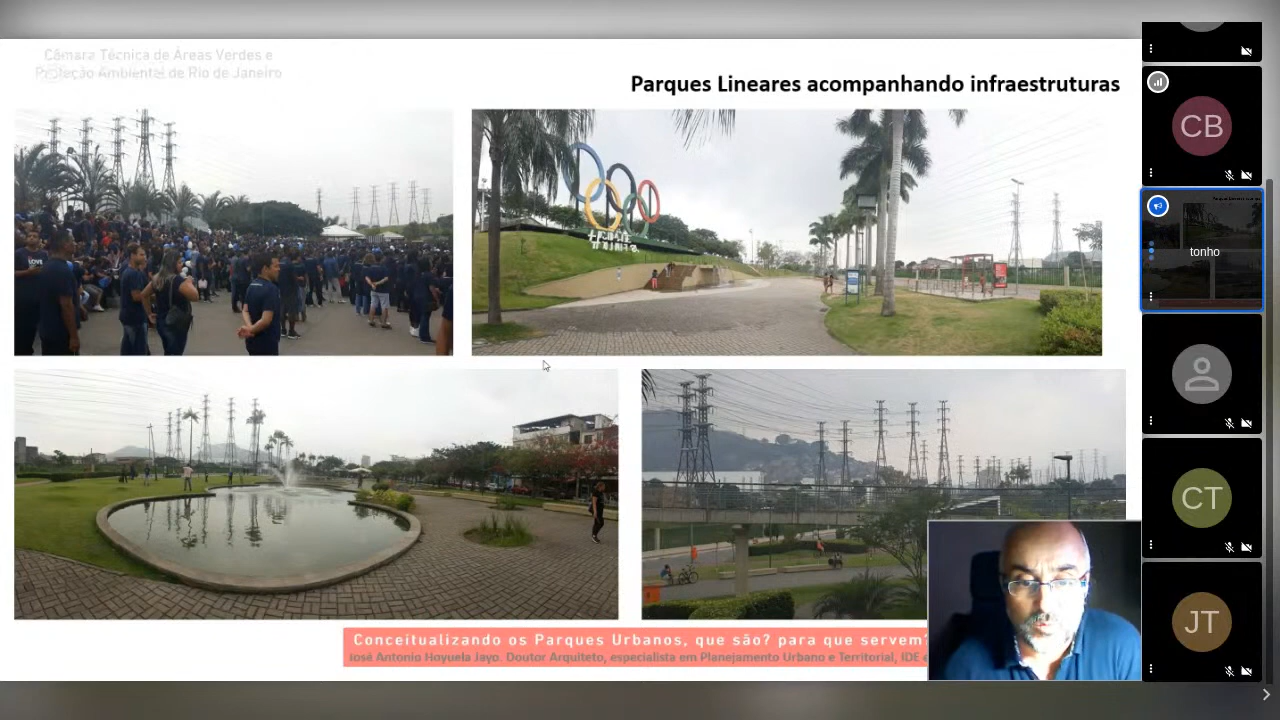 Câmara Técnica de Áreas Verdes e
Proteção Ambiental de Rio de Janeiro
Parques Lineares acompanhando infraestruturas
LOVE
CB
tonho
CT
JT
Conceitualizando os Parques Urbanos, que são? para que servem?
José Antonio Hoyuela Jayo. Doutor Arquiteto, especialista em Planejamento Urbano e Territorial, IDE